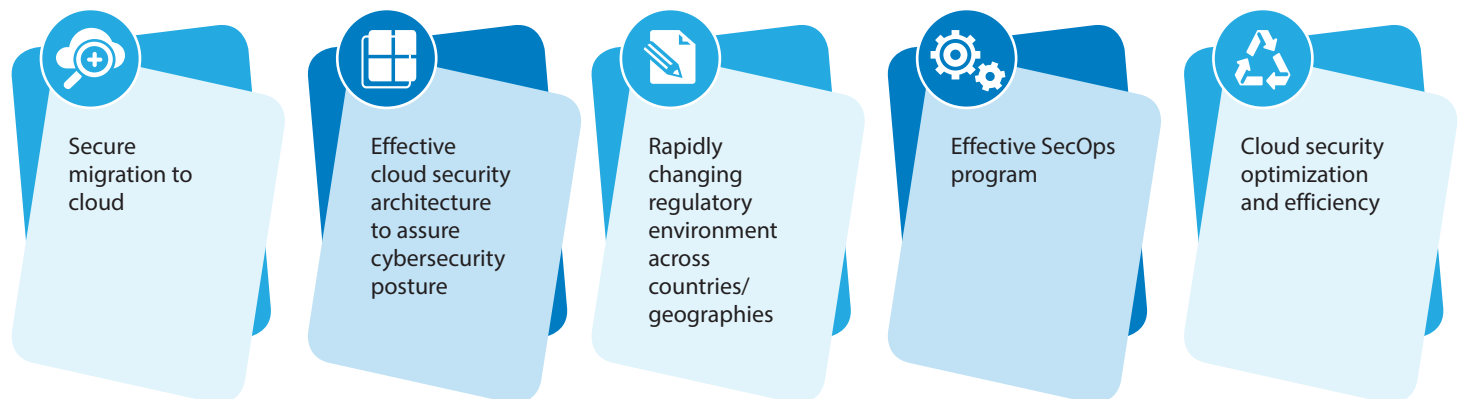 Secure
migration to
cloud
Effective
cloud security
architecture
to assure
cybersecurity
posture
Rapidly
changing
regulatory
environment
across
countries/
geographies
Effective SecOps
program
Cloud security
optimization
and efficiency